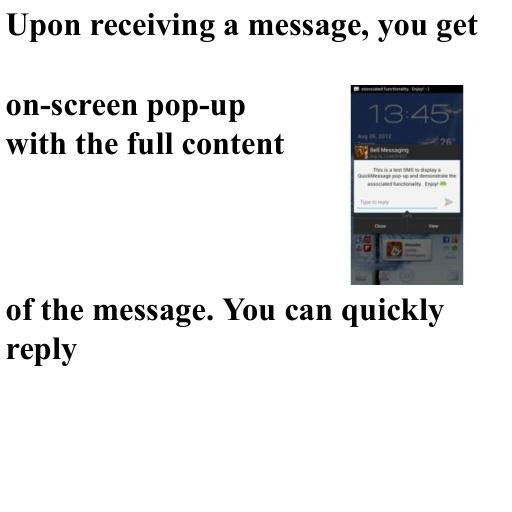 Upon receiving a message, you get
on-screen pop-up
with the full content
associated functionality. Enjoy! :-)
13:45
Aug 26, 2012
26°
Bell Messaging
This is a test SMS to display a
QuickMessage pop-up and demonstrate the
associated functionality. Enjoy!
Type to reply
Close View
of the message. You can quickly
reply